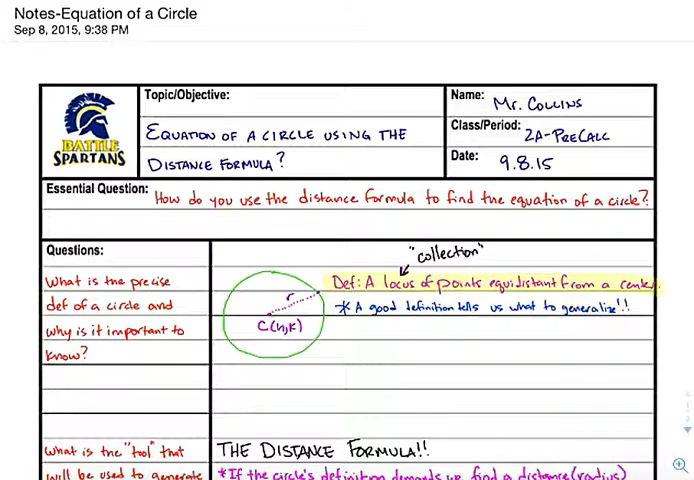 Notes-Equation of a Circle
Sep 8, 2015, 9:38 PM
BATTLE
SPARTANS
Topic/Objective:
EQUATION OF A CIRCLE USING THE
DISTANCE FORMULA?
Name: Mr. COLLINS
Class/Period: 2A-PRECALC
Date: 9.8.15
Essential Question: How do you use the distance formula to find the equation of a circle?
Questions:
What is the precise
def of a circle and
why is it important to
know?
"collection"
Def: A locus of points equidistant from a center.
* A good definition tells us what to generalize!!
r
C(h,k)
What is the "tool" that
will be used to generate
THE DISTANCE FORMULA!!
*If the circle's definition demands we find a distance (radius)